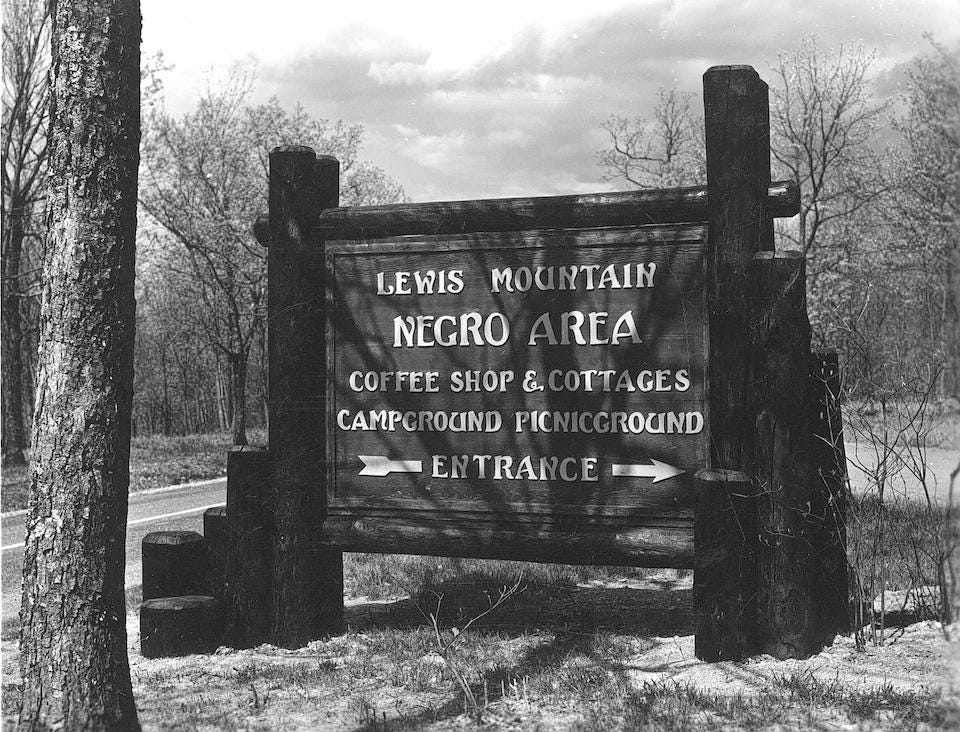 LEWIS MOUNTAIN
NEGRO AREA
COFFEE SHOP & COTTAGES
CAMPGROUND PICNICGROUND
ENTRANCE